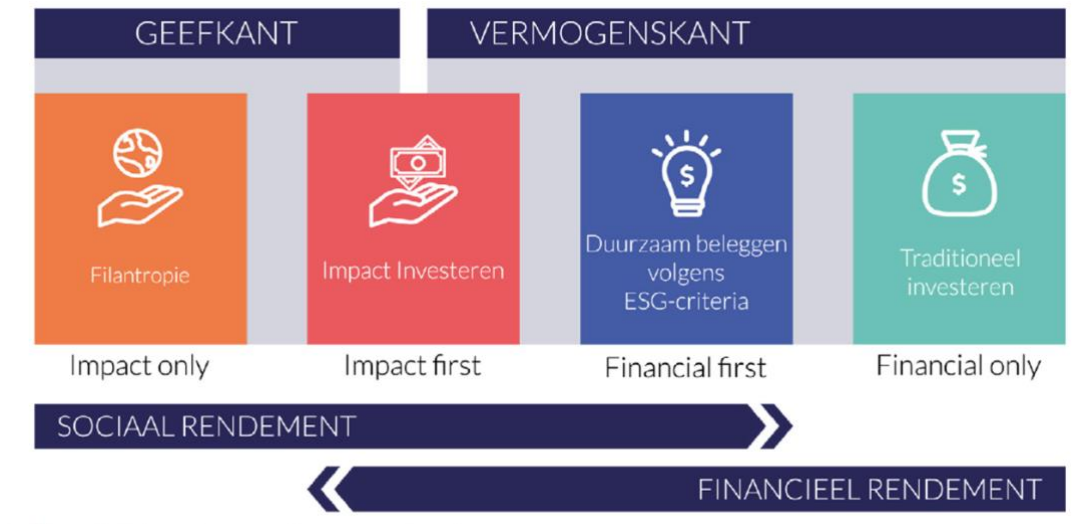 GEEFKANT
VERMOGENSKANT
Filantropie
Impact Investeren
$
Duurzaam beleggen
volgens
ESG-criteria
$
Traditioneel
investeren
Impact only
Impact first
Financial first
Financial only
SOCIAAL RENDEMENT
FINANCIEEL RENDEMENT